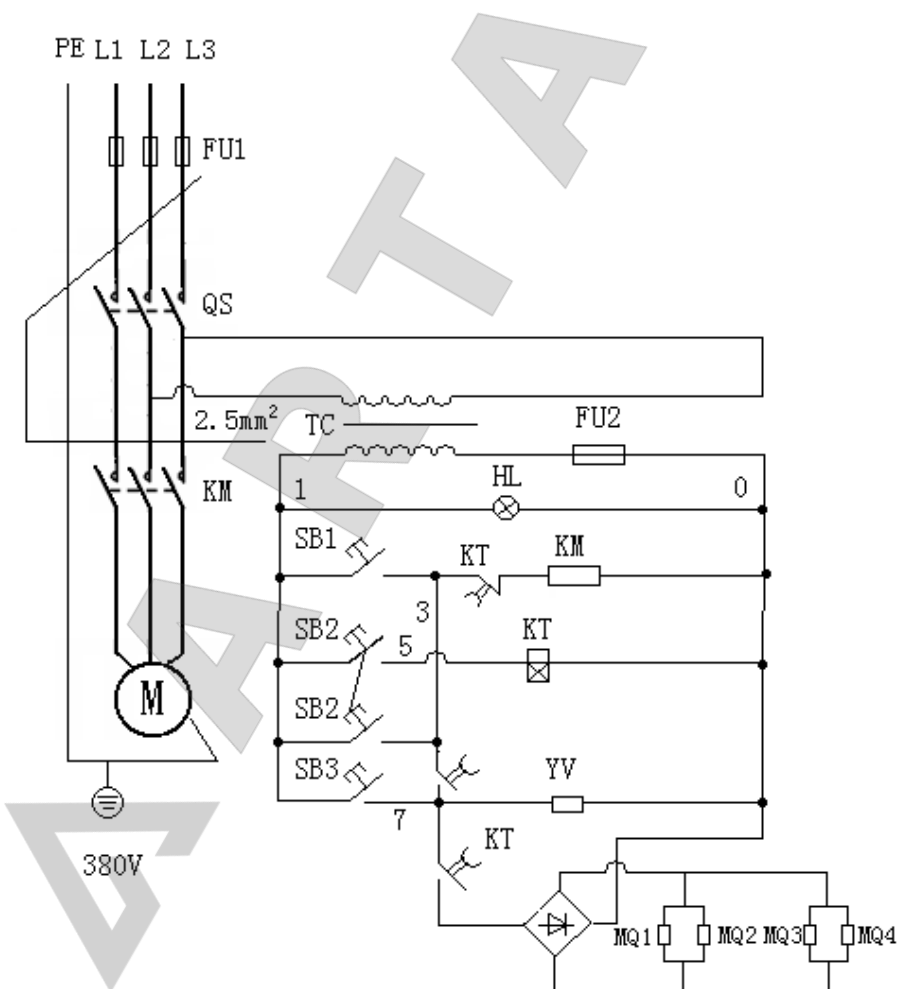 PE L1 L2 L3
FU1
QS
2.5mm²
TC
FU2
HL
1
0
KM
SB1
KT
KM
3
SB2
5
KT
M
SB2
SB3
YV
7
KT
380V
MQ1
MQ2
MQ3
MQ4
GARTA